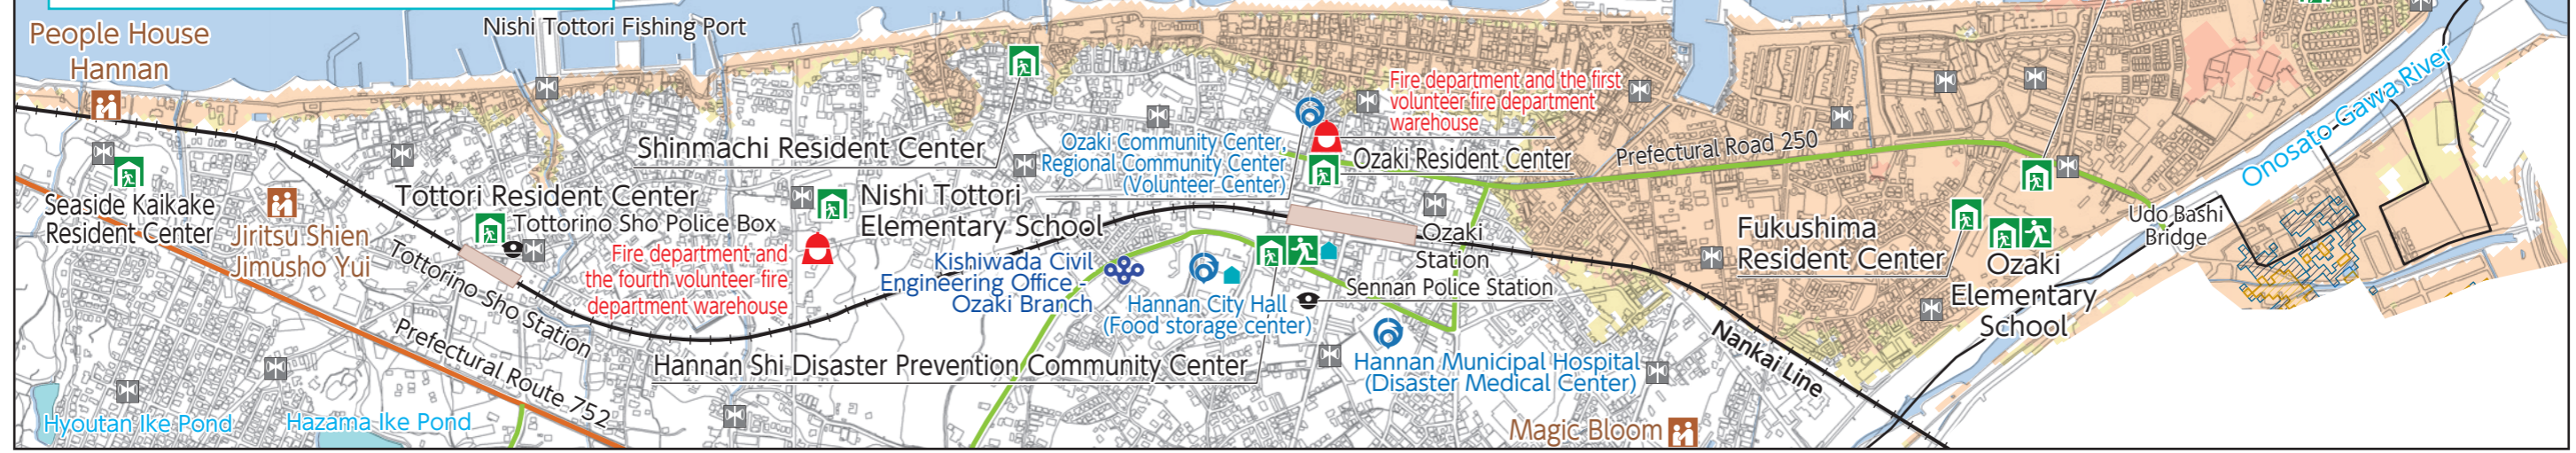 People House
Hannan
Nishi Tottori Fishing Port
Shinmachi Resident Center
Fire department and the first
volunteer fire department
warehouse
Ozaki Community Center,
Regional Community Center
(Volunteer Center)
Ozaki Resident Center
Prefectural Road 250
Onosato Gawa River
Seaside Kaikake
Resident Center
Jiritsu Shien
Jimusho Yui
Tottori Resident Center
Tottorino Sho Police Box
Tottorino Sho Station
Fire department and
the fourth volunteer fire
department warehouse
Nishi Tottori
Elementary School
Kishiwada Civil
Engineering Office -
Ozaki Branch
Hannan City Hall
(Food storage center)
Ozaki
Station
Sennan Police Station
Fukushima
Resident Center
Ozaki
Elementary
School
Udo Bashi
Bridge
Prefectural Route 752
Hannan Shi Disaster Prevention Community Center
Hannan Municipal Hospital
(Disaster Medical Center)
Nankai Line
Hyoutan Ike Pond
Hazama Ike Pond
Magic Bloom